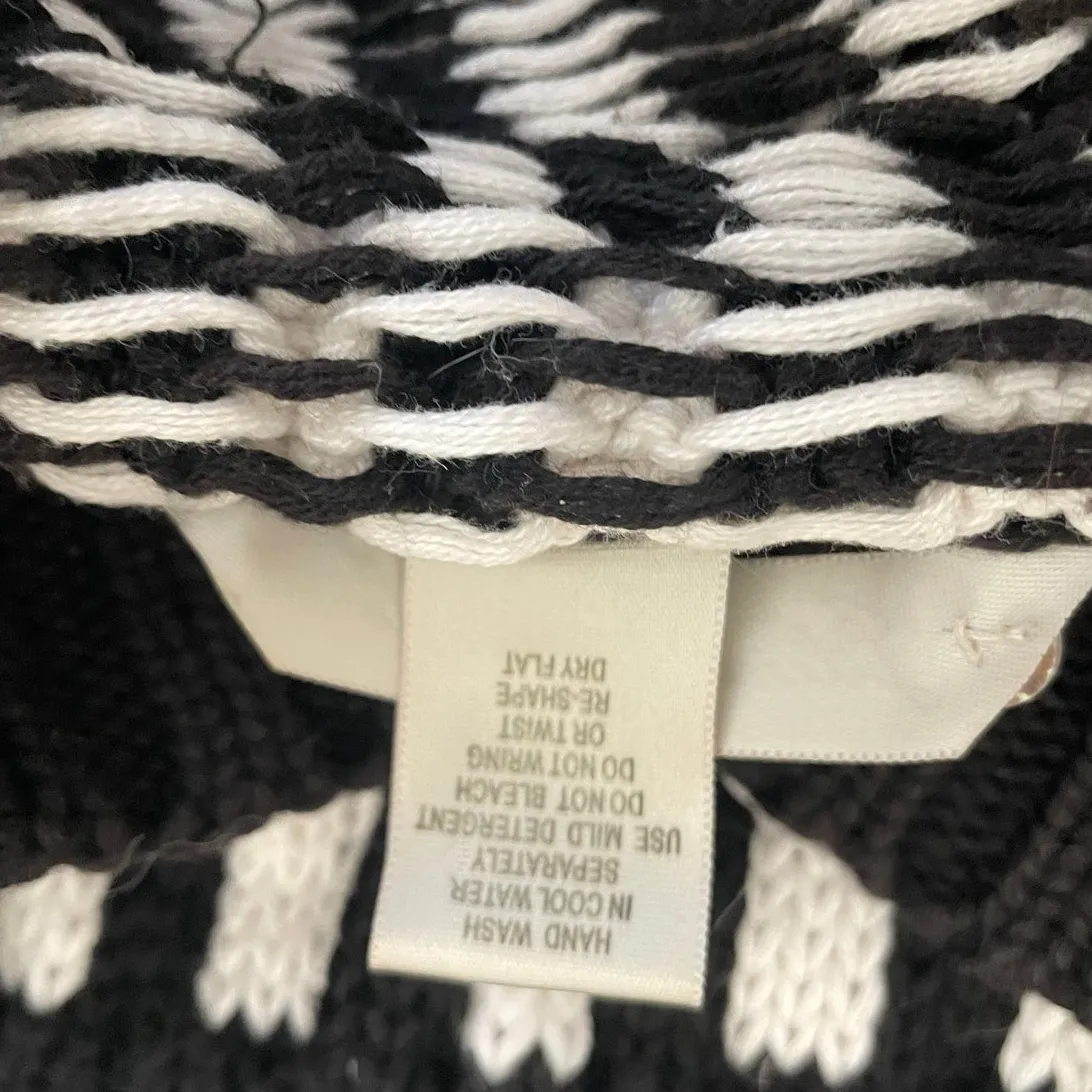 HAND WASH
IN COOL WATER
SEPARATELY
USE MILD DETERGENT
DO NOT BLEACH
DO NOT WRING
OR TWIST
RE-SHAPE
DRY FLAT